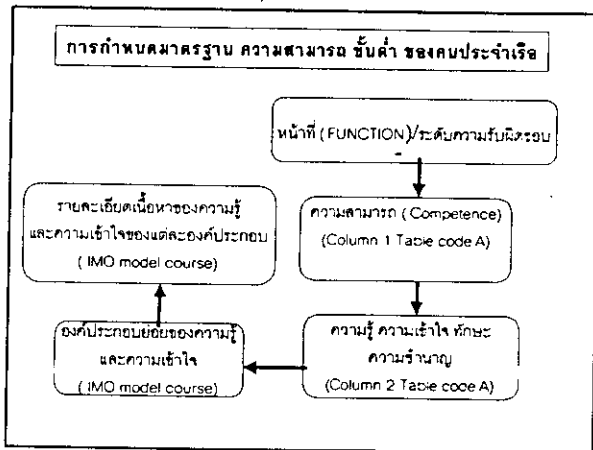 การกำหนดมาตรฐาน ความสามารถ ขั้นต่ำ ของคนประจำเรือ
หน้าที่ (FUNCTION)/ระดับความรับผิดชอบ
ความสามารถ ( Competence)
(Column 1 Table code A)
ความรู้ ความเข้าใจ ทักษะ
ความชำนาญ
(Column 2 Table code A)
องค์ประกอบย่อยของความรู้
และความเข้าใจ
( IMO model course)
รายละเอียดเนื้อหาของความรู้
และความเข้าใจของแต่ละองค์ประกอบ
( IMO model course)